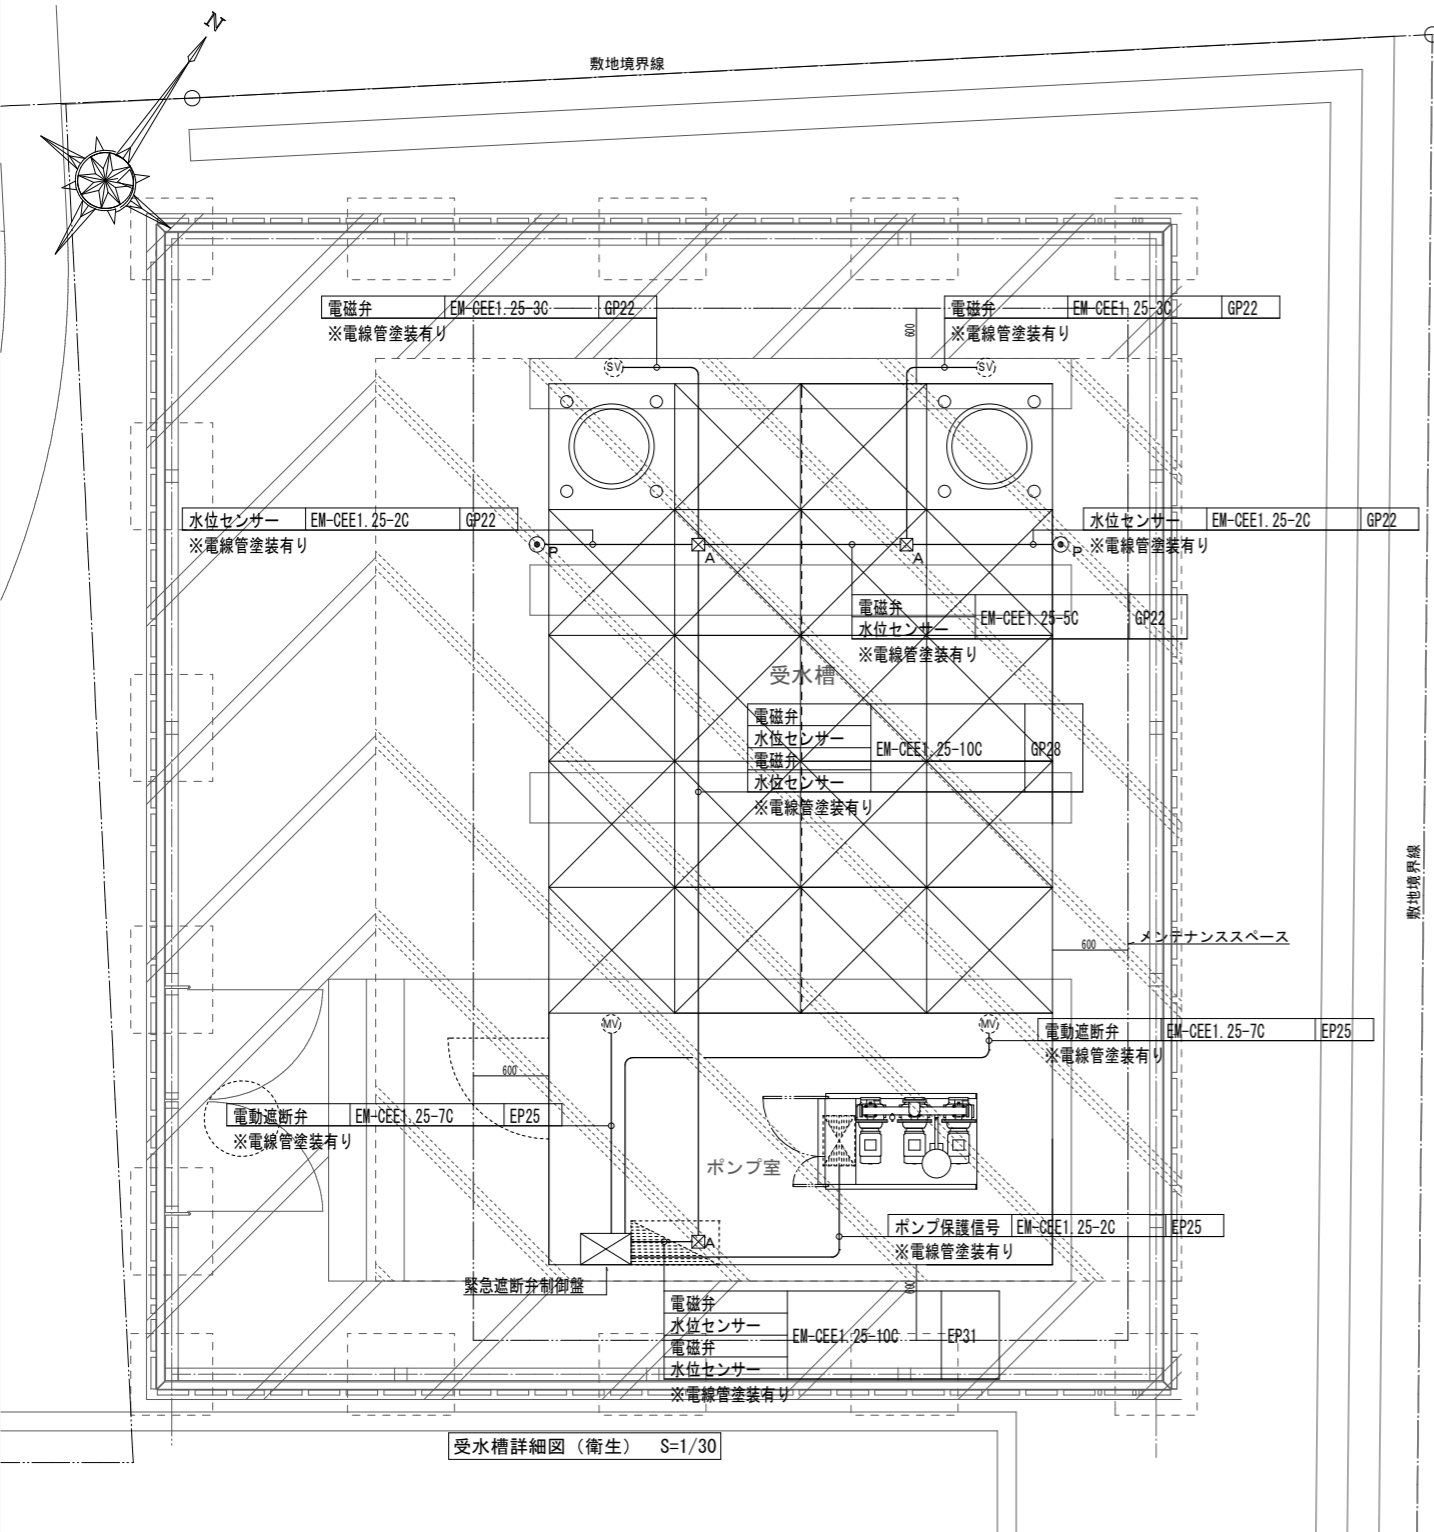 N
敷地境界線
電磁弁 EM-CEE1.25-3C GP22
※電線管塗装有り
電磁弁 EM-CEE1.25-3C GP22
※電線管塗装有り
600
SV
SV
水位センサー EM-CEE1.25-2C GP22
※電線管塗装有り
水位センサー EM-CEE1.25-2C GP22
※電線管塗装有り
P
A
A
P
電磁弁
水位センサー
EM-CEE1.25-5C GP22
※電線管塗装有り
受水槽
電磁弁
水位センサー
電磁弁
水位センサー
EM-CEE1.25-10C GP28
※電線管塗装有り
敷地境界線
600
メンテナンススペース
MV
MV
電動遮断弁 EM-CEE1.25-7C EP25
※電線管塗装有り
600
電動遮断弁 EM-CEE1.25-7C EP25
※電線管塗装有り
ポンプ室
ポンプ保護信号 EM-CEE1.25-2C EP25
※電線管塗装有り
A
緊急遮断弁制御盤
600
電磁弁
水位センサー
電磁弁
水位センサー
EM-CEE1.25-10C EP31
※電線管塗装有り
受水槽詳細図（衛生） S=1/30